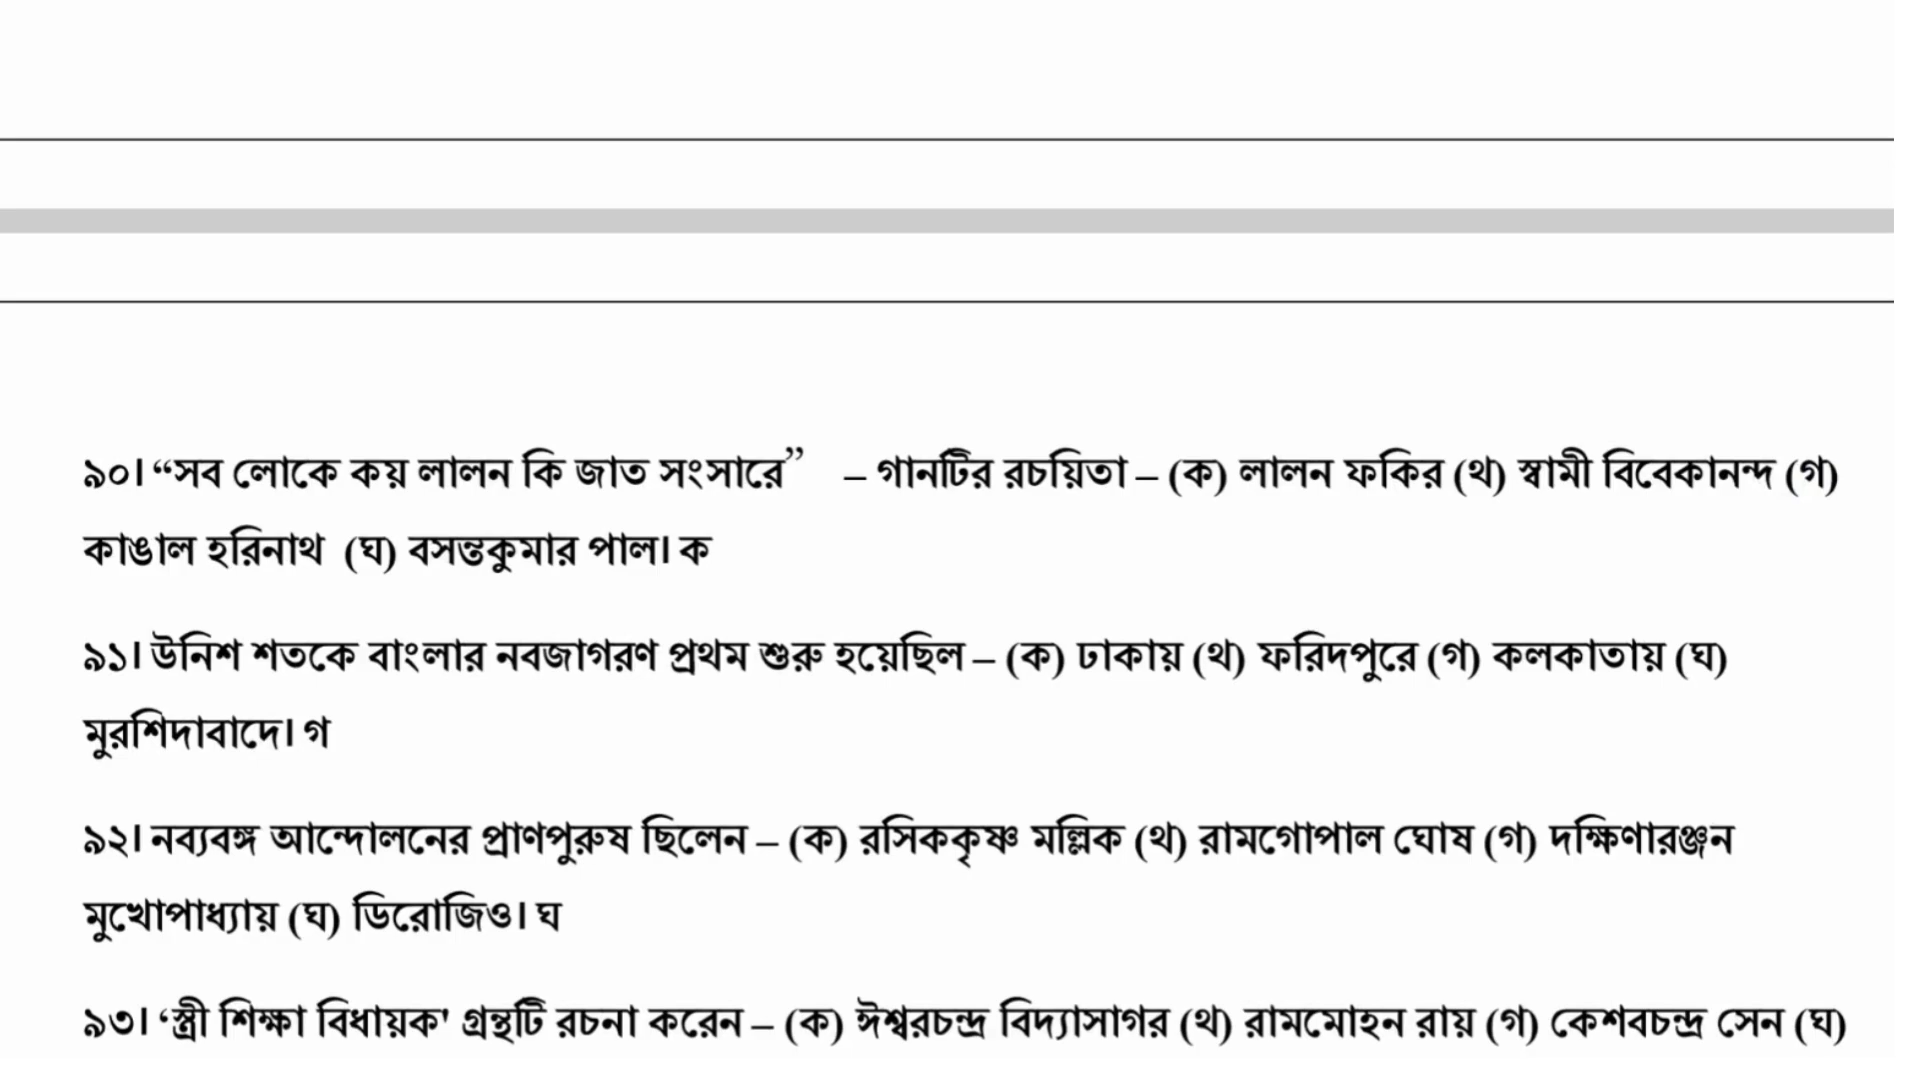 ৯০। “সব লোকে কয় লালন কি জাত সংসারে” – গানটির রচয়িতা – (ক) লালন ফকির (থ) স্বামী বিবেকানন্দ (গ)
কাঙাল হরিনাথ (ঘ) বসন্তকুমার পাল। ক
৯১। উনিশ শতকে বাংলার নবজাগরণ প্রথম শুরু হয়েছিল – (ক) ঢাকায় (থ) ফরিদপুরে (গ) কলকাতায় (ঘ)
মুরশিদাবাদে। গ
৯২। নব্যবঙ্গ আন্দোলনের প্রাণপুরুষ ছিলেন – (ক) রসিককৃষ্ণ মল্লিক (থ) রামগোপাল ঘোষ (গ) দক্ষিণারঞ্জন
মুখোপাধ্যায় (ঘ) ডিরোজিও। ঘ
৯৩। ‘স্ত্রী শিক্ষা বিধায়ক' গ্রন্থটি রচনা করেন – (ক) ঈশ্বরচন্দ্র বিদ্যাসাগর (থ) রামমোহন রায় (গ) কেশবচন্দ্র সেন (ঘ)